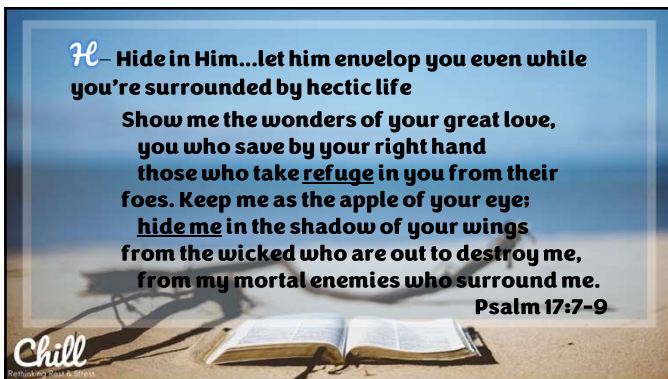 H– Hide in Him...let him envelop you even while
you're surrounded by hectic life
Show me the wonders of your great love,
you who save by your right hand
those who take refuge in you from their
foes. Keep me as the apple of your eye;
hide me in the shadow of your wings
from the wicked who are out to destroy me,
from my mortal enemies who surround me.
Psalm 17:7-9
Chill
Rethinking Rest & Stress